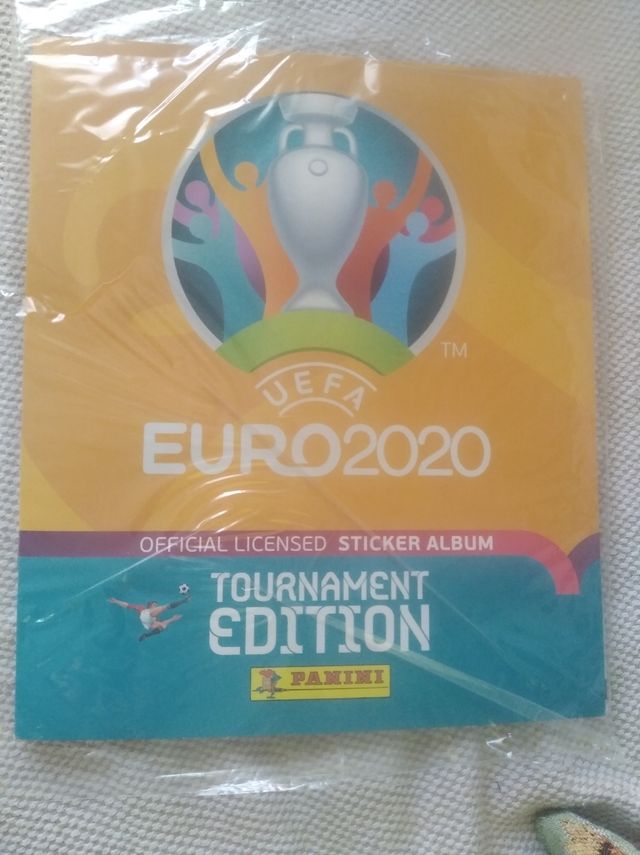 TM
UEFA
EURO2020
OFFICIAL LICENSED STICKER ALBUM
TOURNAMENT
EDITION
PANINI